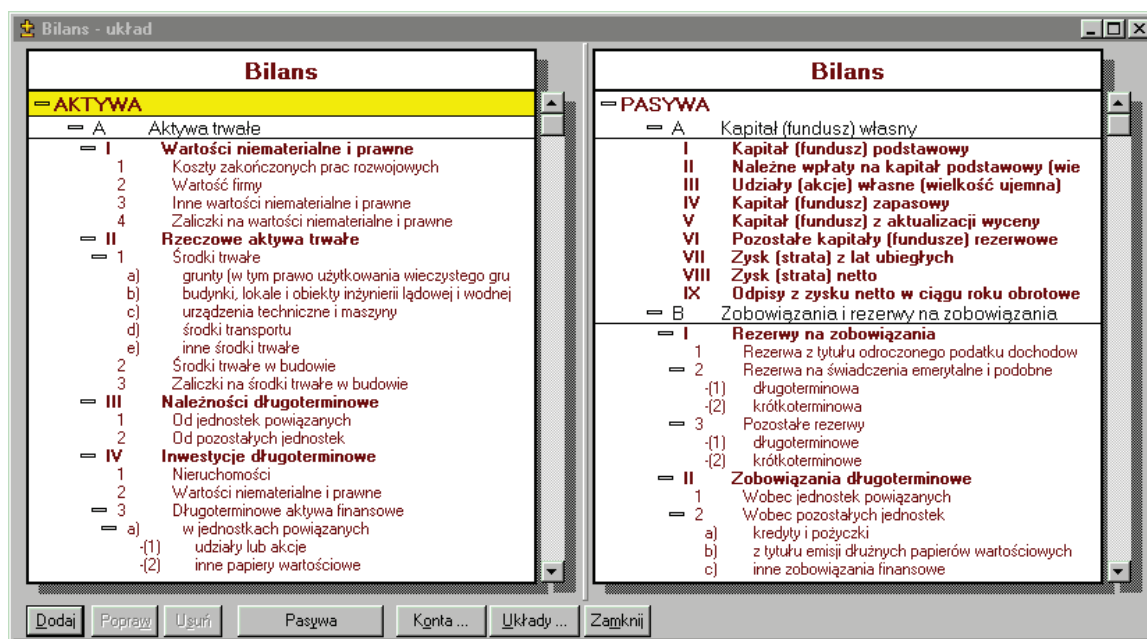 Bilans - układ
Bilans
AKTYWA
A Aktywa trwałe
I Wartości niematerialne i prawne
1 Koszty zakończonych prac rozwojowych
2 Wartość firmy
3 Inne wartości niematerialne i prawne
4 Zaliczki na wartości niematerialne i prawne
II Rzeczowe aktywa trwałe
1 Środki trwałe
a) grunty (w tym prawo użytkowania wieczystego gru
b) budynki, lokale i obiekty inżynierii lądowej i wodnej
c) urządzenia techniczne i maszyny
d) środki transportu
e) inne środki trwałe
2 Środki trwałe w budowie
3 Zaliczki na środki trwałe w budowie
III Należności długoterminowe
1 Od jednostek powiązanych
2 Od pozostałych jednostek
IV Inwestycje długoterminowe
1 Nieruchomości
2 Wartości niematerialne i prawne
3 Długoterminowe aktywa finansowe
a) w jednostkach powiązanych
-(1) udziały lub akcje
-(2) inne papiery wartościowe
Bilans
PASYWA
A Kapitał (fundusz) własny
I Kapitał (fundusz) podstawowy
II Należne wpłaty na kapitał podstawowy (wie
III Udziały (akcje) własne (wielkość ujemna)
IV Kapitał (fundusz) zapasowy
V Kapitał (fundusz) z aktualizacji wyceny
VI Pozostałe kapitały (fundusze) rezerwowe
VII Zysk (strata) z lat ubiegłych
VIII Zysk (strata) netto
IX Odpisy z zysku netto w ciągu roku obrotowe
B Zobowiązania i rezerwy na zobowiązania
I Rezerwy na zobowiązania
1 Rezerwa z tytułu odroczonego podatku dochodow
2 Rezerwa na świadczenia emerytalne i podobne
-(1) długoterminowa
-(2) krótkoterminowa
3 Pozostałe rezerwy
-(1) długoterminowe
-(2) krótkoterminowe
II Zobowiązania długoterminowe
1 Wobec jednostek powiązanych
2 Wobec pozostałych jednostek
a) kredyty i pożyczki
b) z tytułu emisji dłużnych papierów wartościowych
c) inne zobowiązania finansowe
Dodaj Popraw Usuń Pasywa Konta ... Układy ... Zamknij